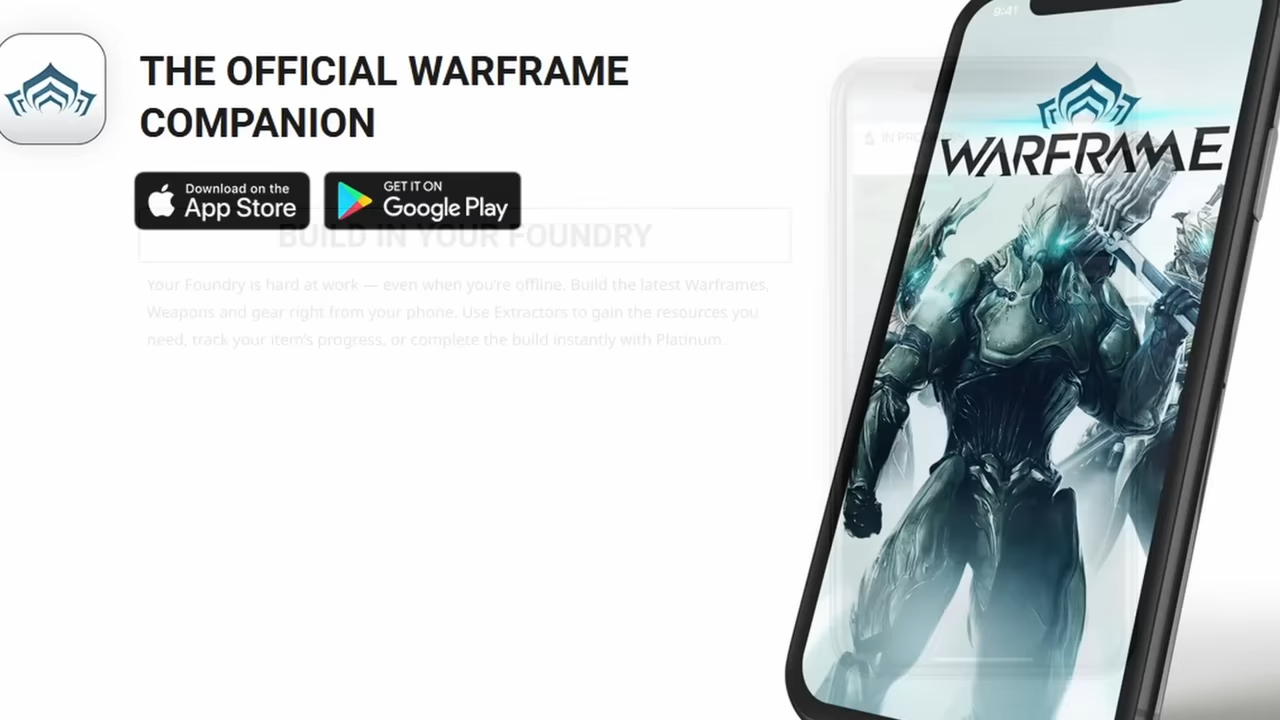 9:41
THE OFFICIAL WARFRAME
COMPANION
Download on the
App Store
GET IT ON
Google Play
BUILD IN YOUR FOUNDRY
Your Foundry is hard at work — even when you're offline. Build the latest Warframes,
Weapons and gear right from your phone. Use Extractors to gain the resources you
need, track your item's progress, or complete the build instantly with Platinum.
WARFRAME